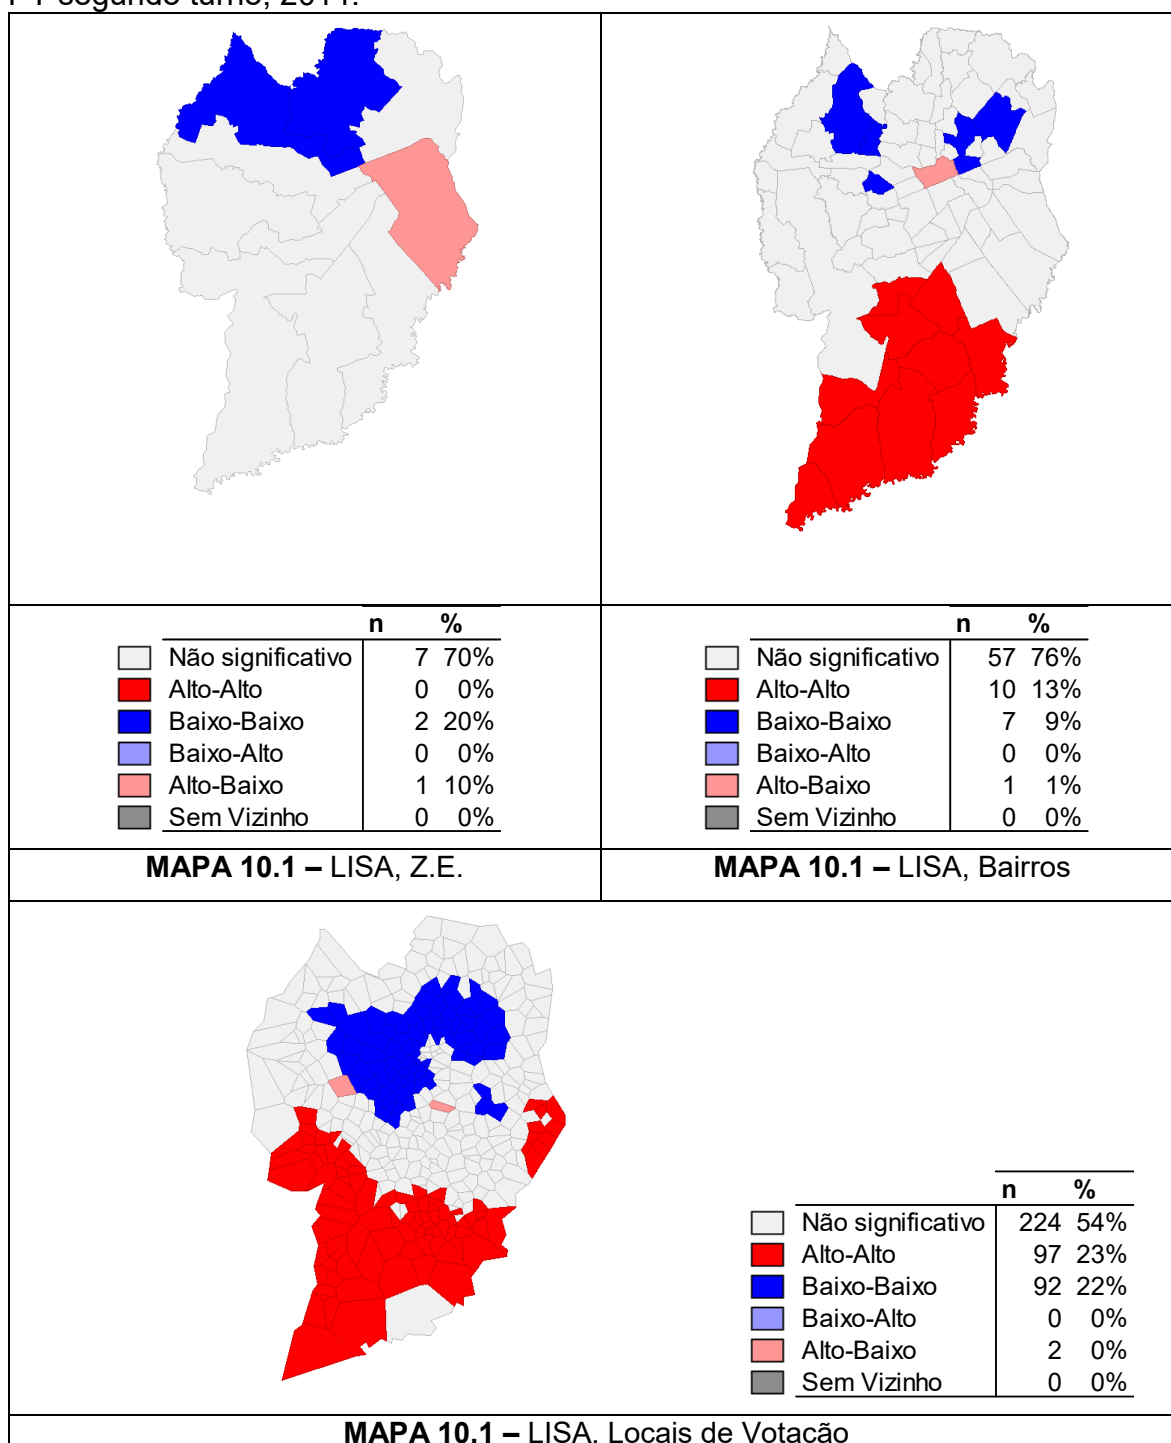 PT segundo turno, 2014.
n %
Não significativo 7 70%
Alto-Alto 0 0%
Baixo-Baixo 2 20%
Baixo-Alto 0 0%
Alto-Baixo 1 10%
Sem Vizinho 0 0%
MAPA 10.1 – LISA, Z.E.
n %
Não significativo 57 76%
Alto-Alto 10 13%
Baixo-Baixo 7 9%
Baixo-Alto 0 0%
Alto-Baixo 1 1%
Sem Vizinho 0 0%
MAPA 10.1 – LISA, Bairros
n %
Não significativo 224 54%
Alto-Alto 97 23%
Baixo-Baixo 92 22%
Baixo-Alto 0 0%
Alto-Baixo 2 0%
Sem Vizinho 0 0%
MAPA 10.1 – LISA, Locais de Votação